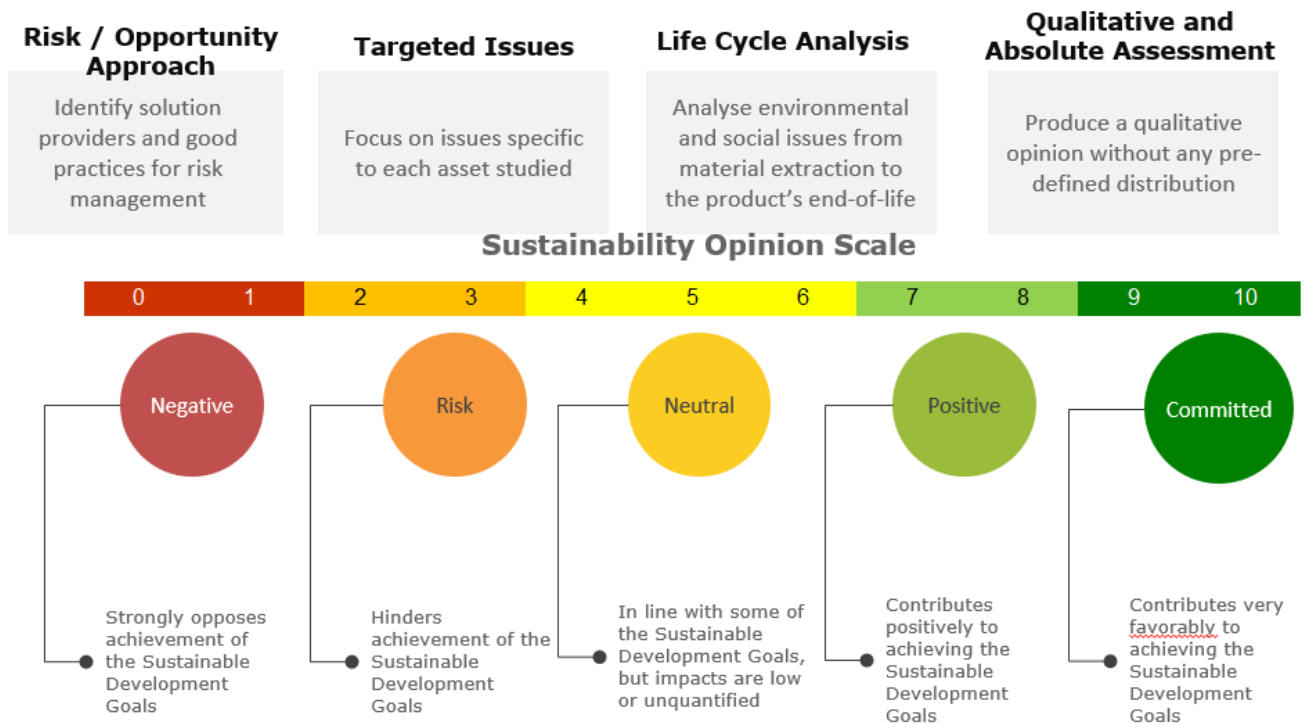 Risk / Opportunity
Approach
Identify solution
providers and good
practices for risk
management
Targeted Issues
Focus on issues specific
to each asset studied
Life Cycle Analysis
Analyse environmental
and social issues from
material extraction to
the product's end-of-life
Qualitative and
Absolute Assessment
Produce a qualitative
opinion without any pre-
defined distribution
Sustainability Opinion Scale
0 1 2 3 4 5 6 7 8 9 10
Negative
Risk
Neutral
Positive
Committed
Strongly opposes
achievement of
the Sustainable
Development
Goals
Hinders
achievement of the
Sustainable
Development
Goals
In line with some of
the Sustainable
Development Goals,
but impacts are low
or unquantified
Contributes
positively to
achieving the
Sustainable
Development
Goals
Contributes very
favorably to
achieving the
Sustainable
Development
Goals